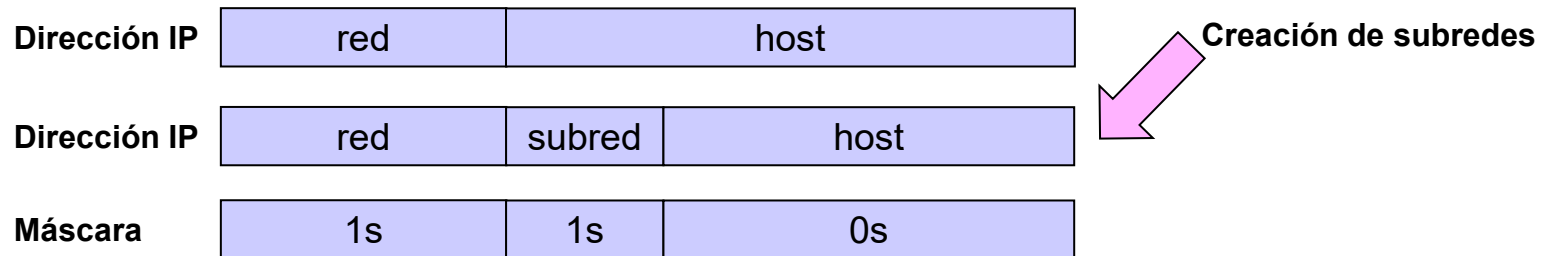 Dirección IP red host Creación de subredes
Dirección IP red subred host
Máscara 1s 1s 0s